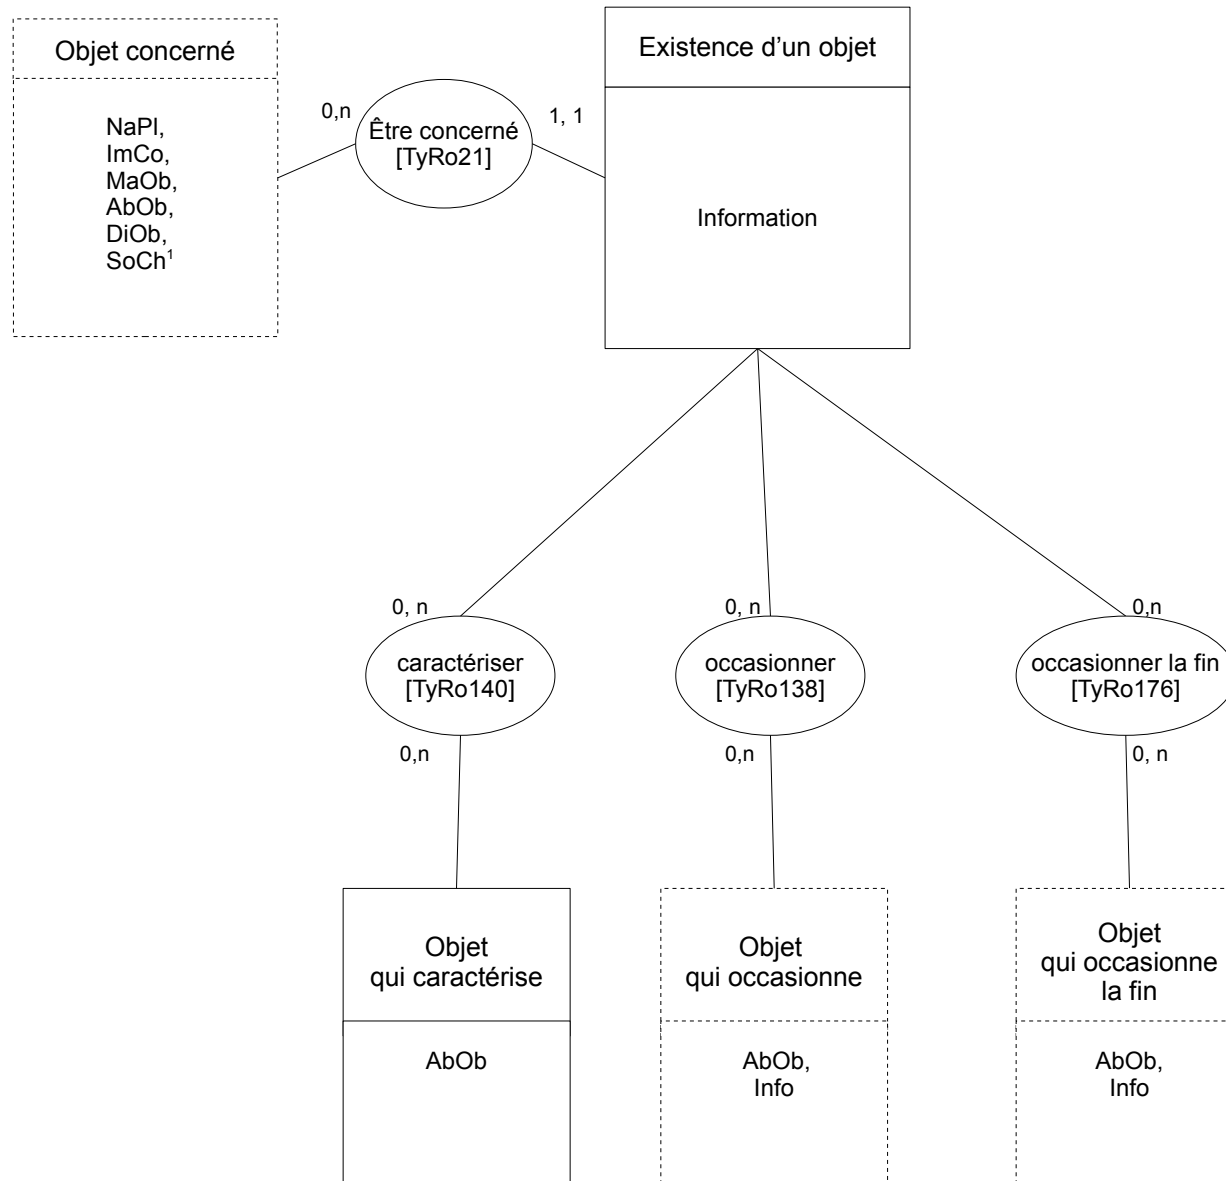 Objet concerné
NaPl,
ImCo,
MaOb,
AbOb,
DiOb,
SoCh¹
0,n
Être concerné
[TyRo21]
1, 1
Existence d’un objet
Information
0, n
caractériser
[TyRo140]
0,n
0, n
occasionner
[TyRo138]
0,n
0,n
occasionner la fin
[TyRo176]
0, n
Objet
qui caractérise
AbOb
Objet
qui occasionne
AbOb,
Info
Objet
qui occasionne
la fin
AbOb,
Info